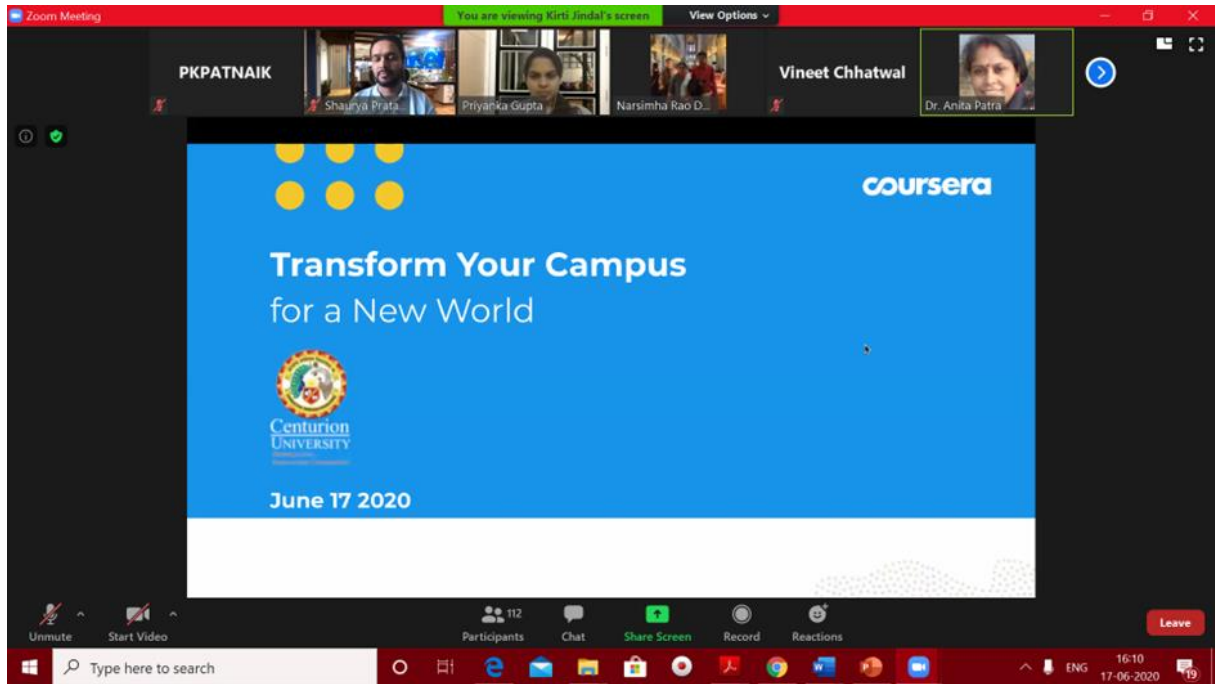 Zoom Meeting
You are viewing Kirti Jindal's screen
View Options
PKPATNAIK
Shaurya Prata...
Priyanka Gupta
Narsimha Rao D...
Vineet Chhatwal
Dr. Anita Patra
coursera
Transform Your Campus
for a New World
Centurion
UNIVERSITY
June 17 2020
112
Unmute
Start Video
Participants
Chat
Share Screen
Record
Reactions
Leave
Type here to search
ENG
16:10
17-06-2020
19